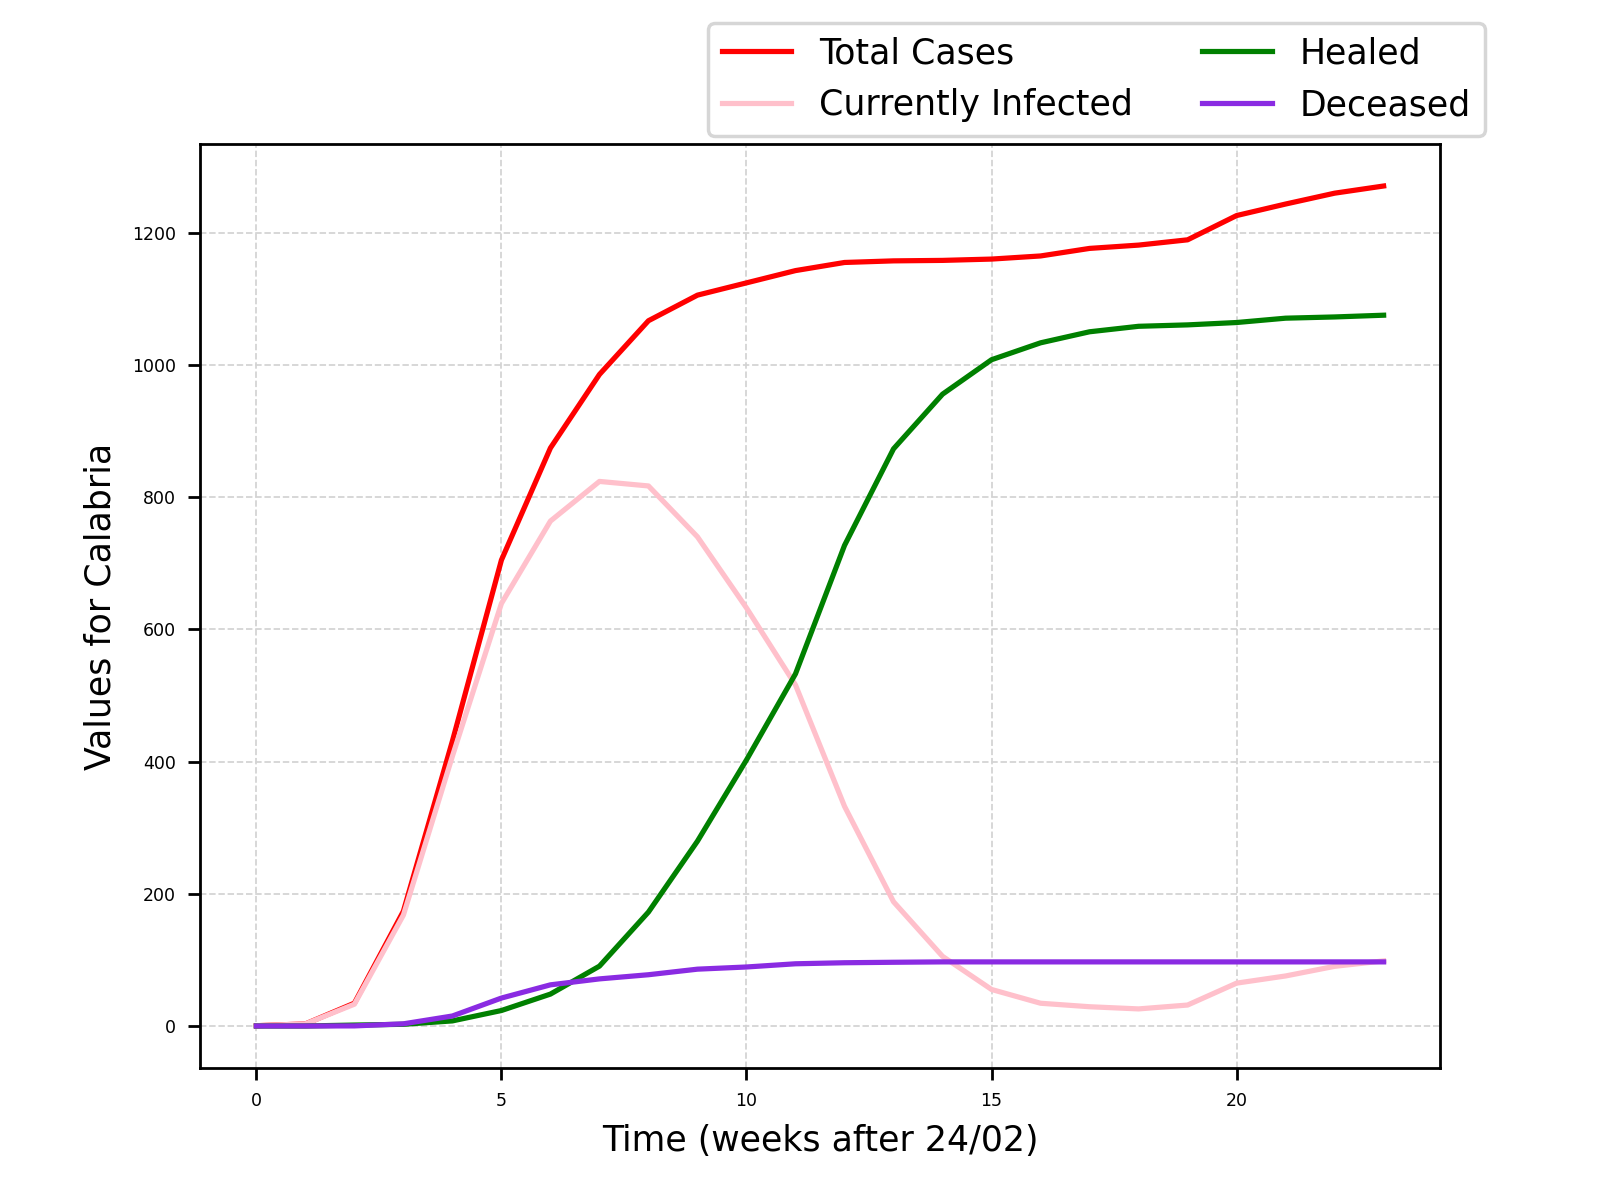 Total Cases
Currently Infected
Healed
Deceased
Values for Calabria
1200
1000
800
600
400
200
0
0 5 10 15 20
Time (weeks after 24/02)